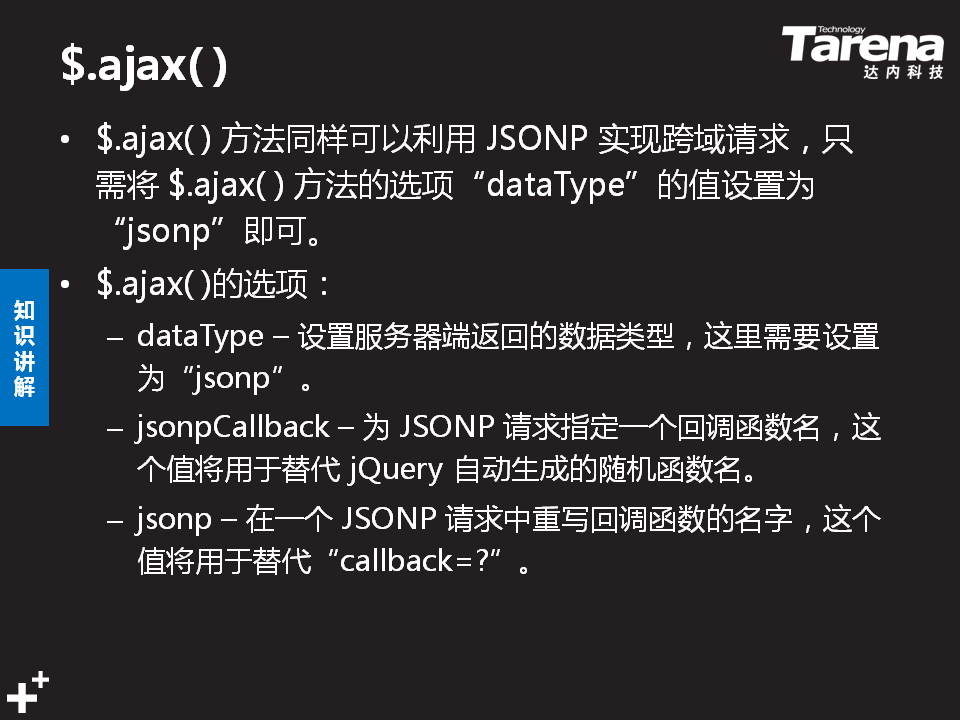 $.ajax( )
Technology
Tarena
达内科技
• $.ajax( ) 方法同样可以利用 JSONP 实现跨域请求，只
需将 $.ajax( ) 方法的选项“dataType”的值设置为
“jsonp”即可。
• $.ajax( )的选项：
– dataType – 设置服务器端返回的数据类型，这里需要设置
为“jsonp“。
– jsonpCallback – 为 JSONP 请求指定一个回调函数名，这
个值将用于替代 jQuery 自动生成的随机函数名。
– jsonp – 在一个 JSONP 请求中重写回调函数的名字，这个
值将用于替代“callback=?”。
知
识
讲
解